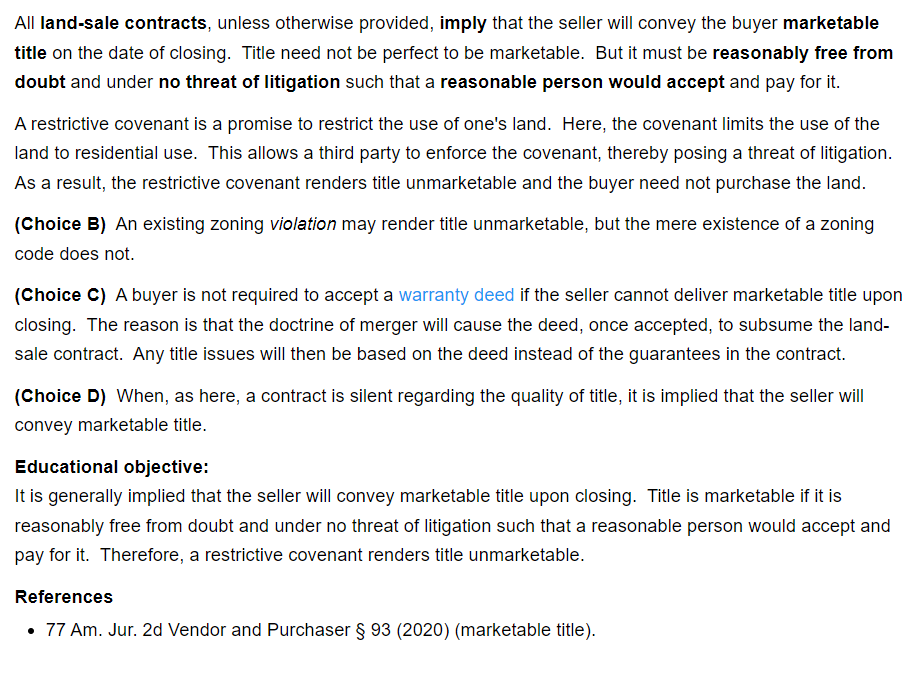 All land-sale contracts, unless otherwise provided, imply that the seller will convey the buyer marketable
title on the date of closing.  Title need not be perfect to be marketable.  But it must be reasonably free from
doubt and under no threat of litigation such that a reasonable person would accept and pay for it.
A restrictive covenant is a promise to restrict the use of one's land.  Here, the covenant limits the use of the
land to residential use.  This allows a third party to enforce the covenant, thereby posing a threat of litigation.
As a result, the restrictive covenant renders title unmarketable and the buyer need not purchase the land.
(Choice B)  An existing zoning violation may render title unmarketable, but the mere existence of a zoning
code does not.
(Choice C)  A buyer is not required to accept a warranty deed if the seller cannot deliver marketable title upon
closing.  The reason is that the doctrine of merger will cause the deed, once accepted, to subsume the land-
sale contract.  Any title issues will then be based on the deed instead of the guarantees in the contract.
(Choice D)  When, as here, a contract is silent regarding the quality of title, it is implied that the seller will
convey marketable title.
Educational objective:
It is generally implied that the seller will convey marketable title upon closing.  Title is marketable if it is
reasonably free from doubt and under no threat of litigation such that a reasonable person would accept and
pay for it.  Therefore, a restrictive covenant renders title unmarketable.
References
• 77 Am. Jur. 2d Vendor and Purchaser § 93 (2020) (marketable title).